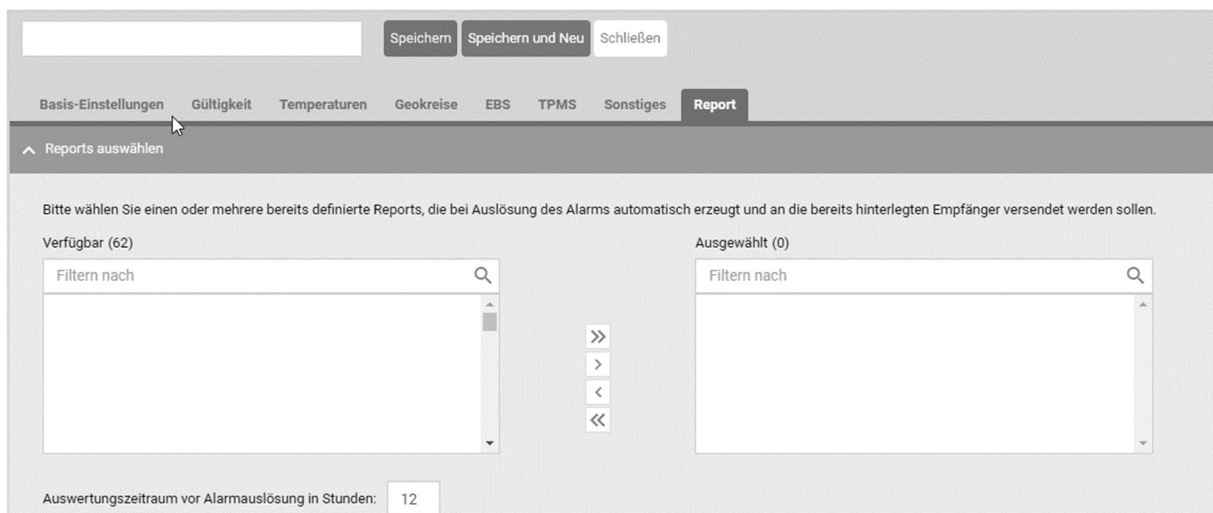 Speichern Speichern und Neu Schließen
Basis-Einstellungen Gültigkeit Temperaturen Geokreise EBS TPMS Sonstiges Report
Reports auswählen
Bitte wählen Sie einen oder mehrere bereits definierte Reports, die bei Auslösung des Alarms automatisch erzeugt und an die bereits hinterlegten Empfänger versendet werden sollen.
Verfügbar (62) Ausgewählt (0)
Filtern nach Filtern nach
Auswertungszeitraum vor Alarmauslösung in Stunden: 12